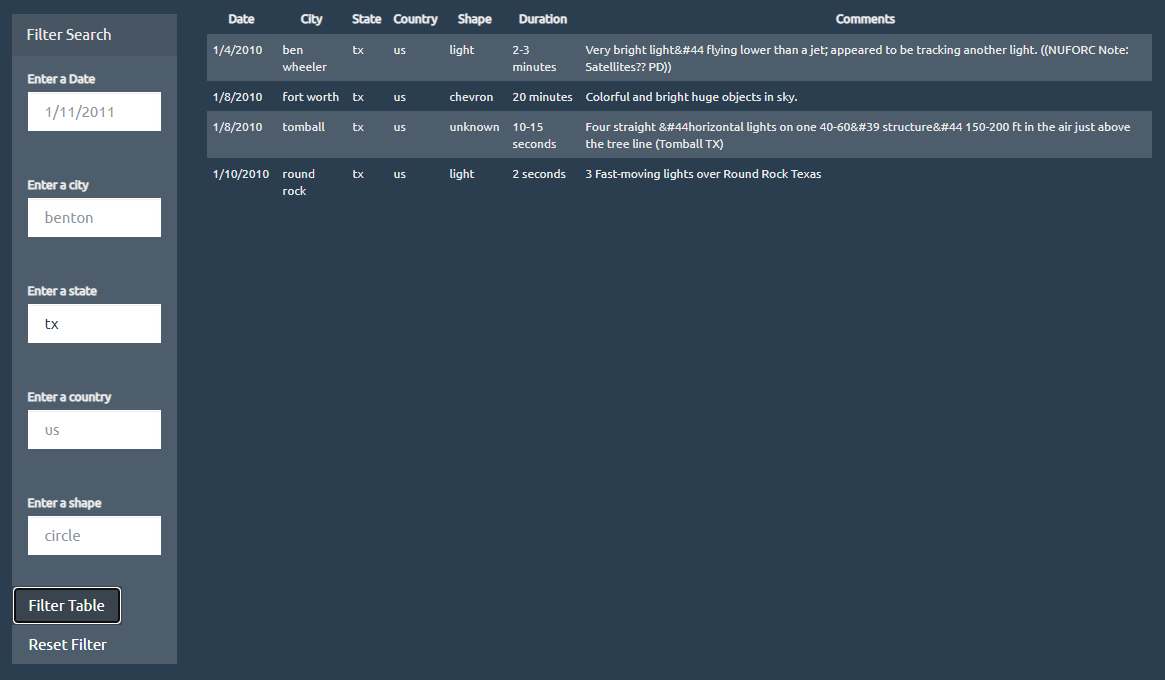 Filter Search
Enter a Date
1/11/2011
Enter a city
benton
Enter a state
tx
Enter a country
us
Enter a shape
circle
Filter Table
Reset Filter
Date City State Country Shape Duration Comments
1/4/2010 ben tx us light 2-3 Very bright light&#44 flying lower than a jet; appeared to be tracking another light. ((NUFORC Note:
wheeler minutes Satellites?? PD))
1/8/2010 fort worth tx us chevron 20 minutes Colorful and bright huge objects in sky.
1/8/2010 tomball tx us unknown 10-15 Four straight &#44horizontal lights on one 40-60&#39 structure&#44 150-200 ft in the air just above
seconds the tree line (Tomball TX)
1/10/2010 round tx us light 2 seconds 3 Fast-moving lights over Round Rock Texas
rock